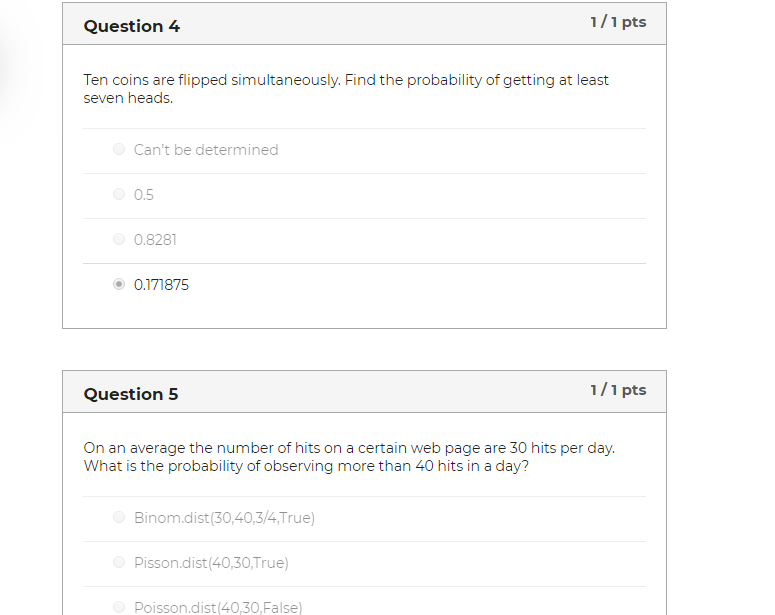 Question 4
1 / 1 pts
Ten coins are flipped simultaneously. Find the probability of getting at least
seven heads.
Can't be determined
0.5
0.8281
0.171875
Question 5
1 / 1 pts
On an average the number of hits on a certain web page are 30 hits per day.
What is the probability of observing more than 40 hits in a day?
Binom.dist(30,40,3/4,True)
Pisson.dist(40,30,True)
Poisson.dist(40,30,False)